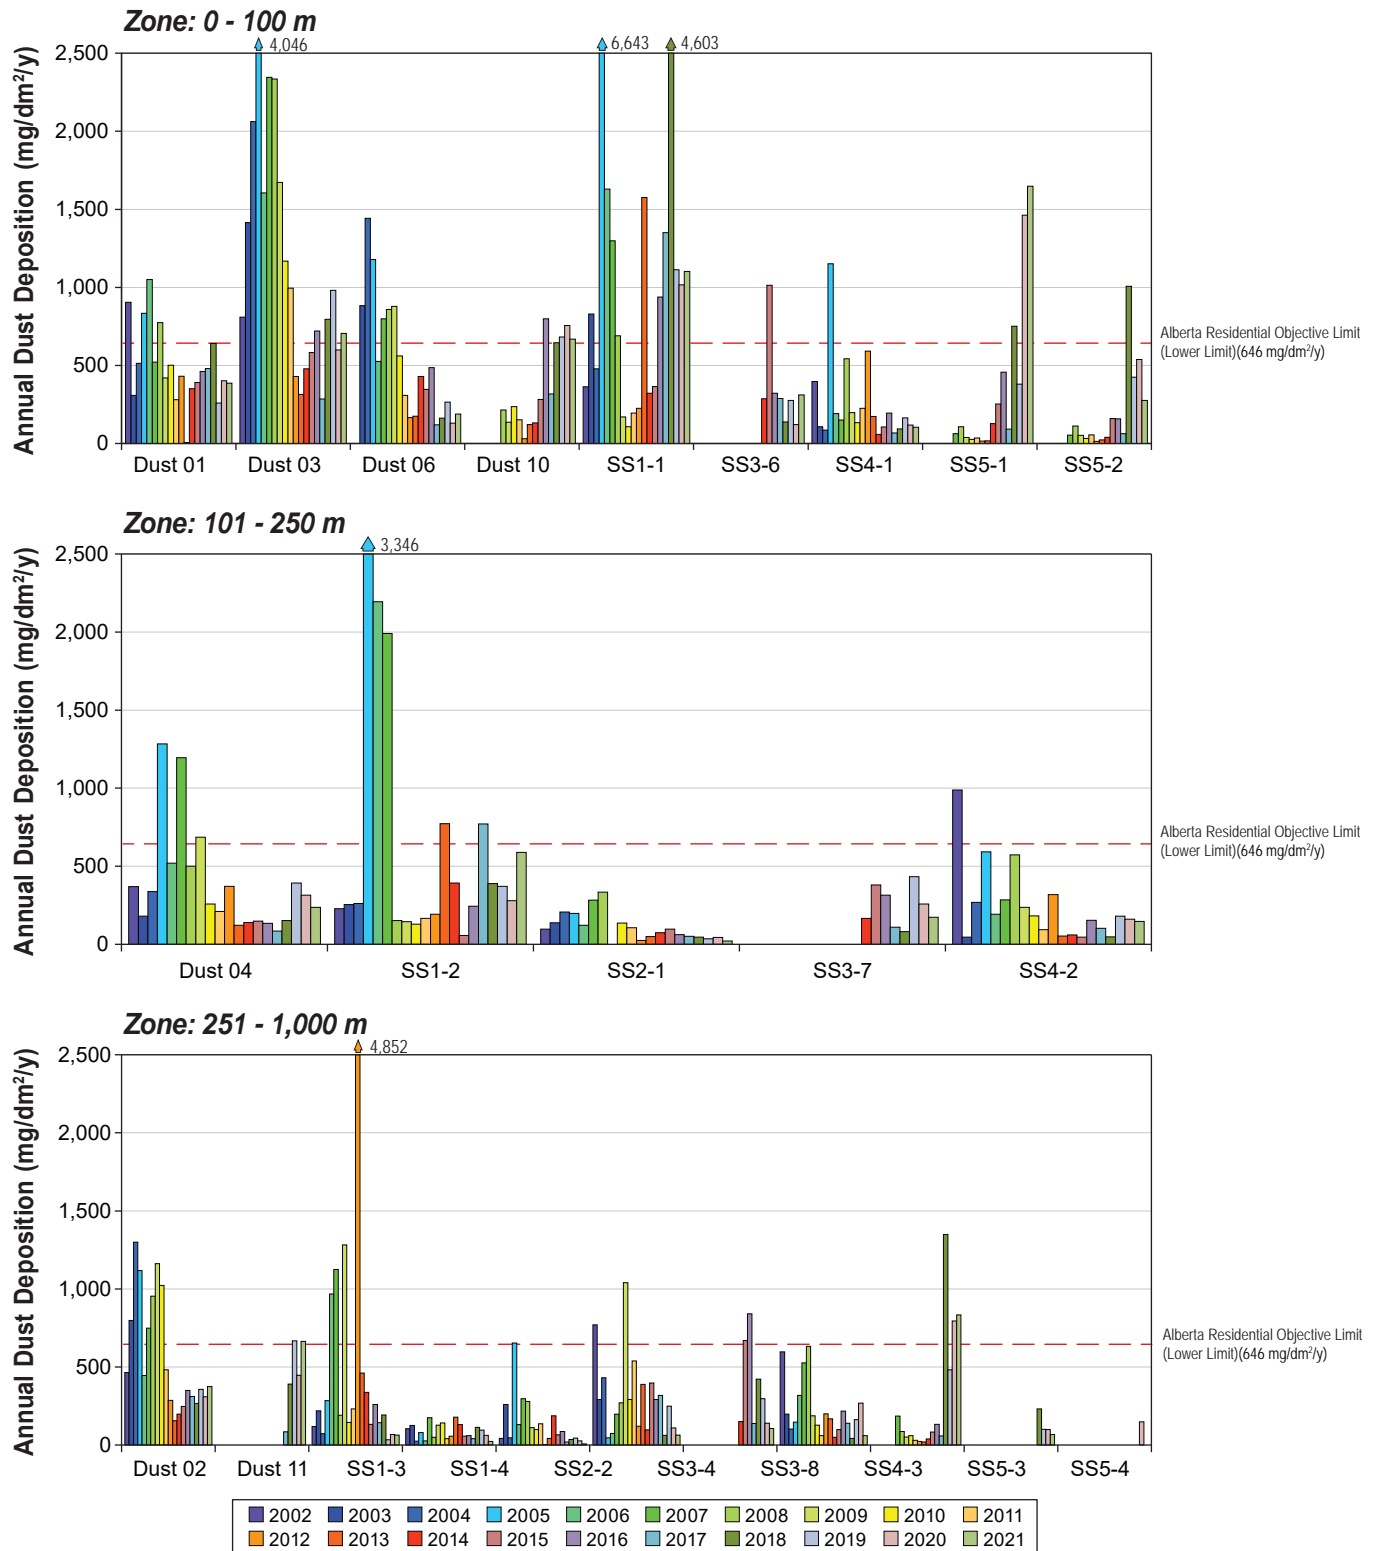 Zone: 0 - 100 m
Annual Dust Deposition (mg/dm²/y)
4,046
6,643
4,603
2,500
2,000
1,500
1,000
500
0
Alberta Residential Objective Limit
(Lower Limit)(646 mg/dm²/y)
Dust 01 Dust 03 Dust 06 Dust 10 SS1-1 SS3-6 SS4-1 SS5-1 SS5-2
Zone: 101 - 250 m
Annual Dust Deposition (mg/dm²/y)
3,346
2,500
2,000
1,500
1,000
500
0
Alberta Residential Objective Limit
(Lower Limit)(646 mg/dm²/y)
Dust 04 SS1-2 SS2-1 SS3-7 SS4-2
Zone: 251 - 1,000 m
Annual Dust Deposition (mg/dm²/y)
4,852
2,500
2,000
1,500
1,000
500
0
Alberta Residential Objective Limit
(Lower Limit)(646 mg/dm²/y)
Dust 02 Dust 11 SS1-3 SS1-4 SS2-2 SS3-4 SS3-8 SS4-3 SS5-3 SS5-4
2002 2003 2004 2005 2006 2007 2008 2009 2010 2011
2012 2013 2014 2015 2016 2017 2018 2019 2020 2021